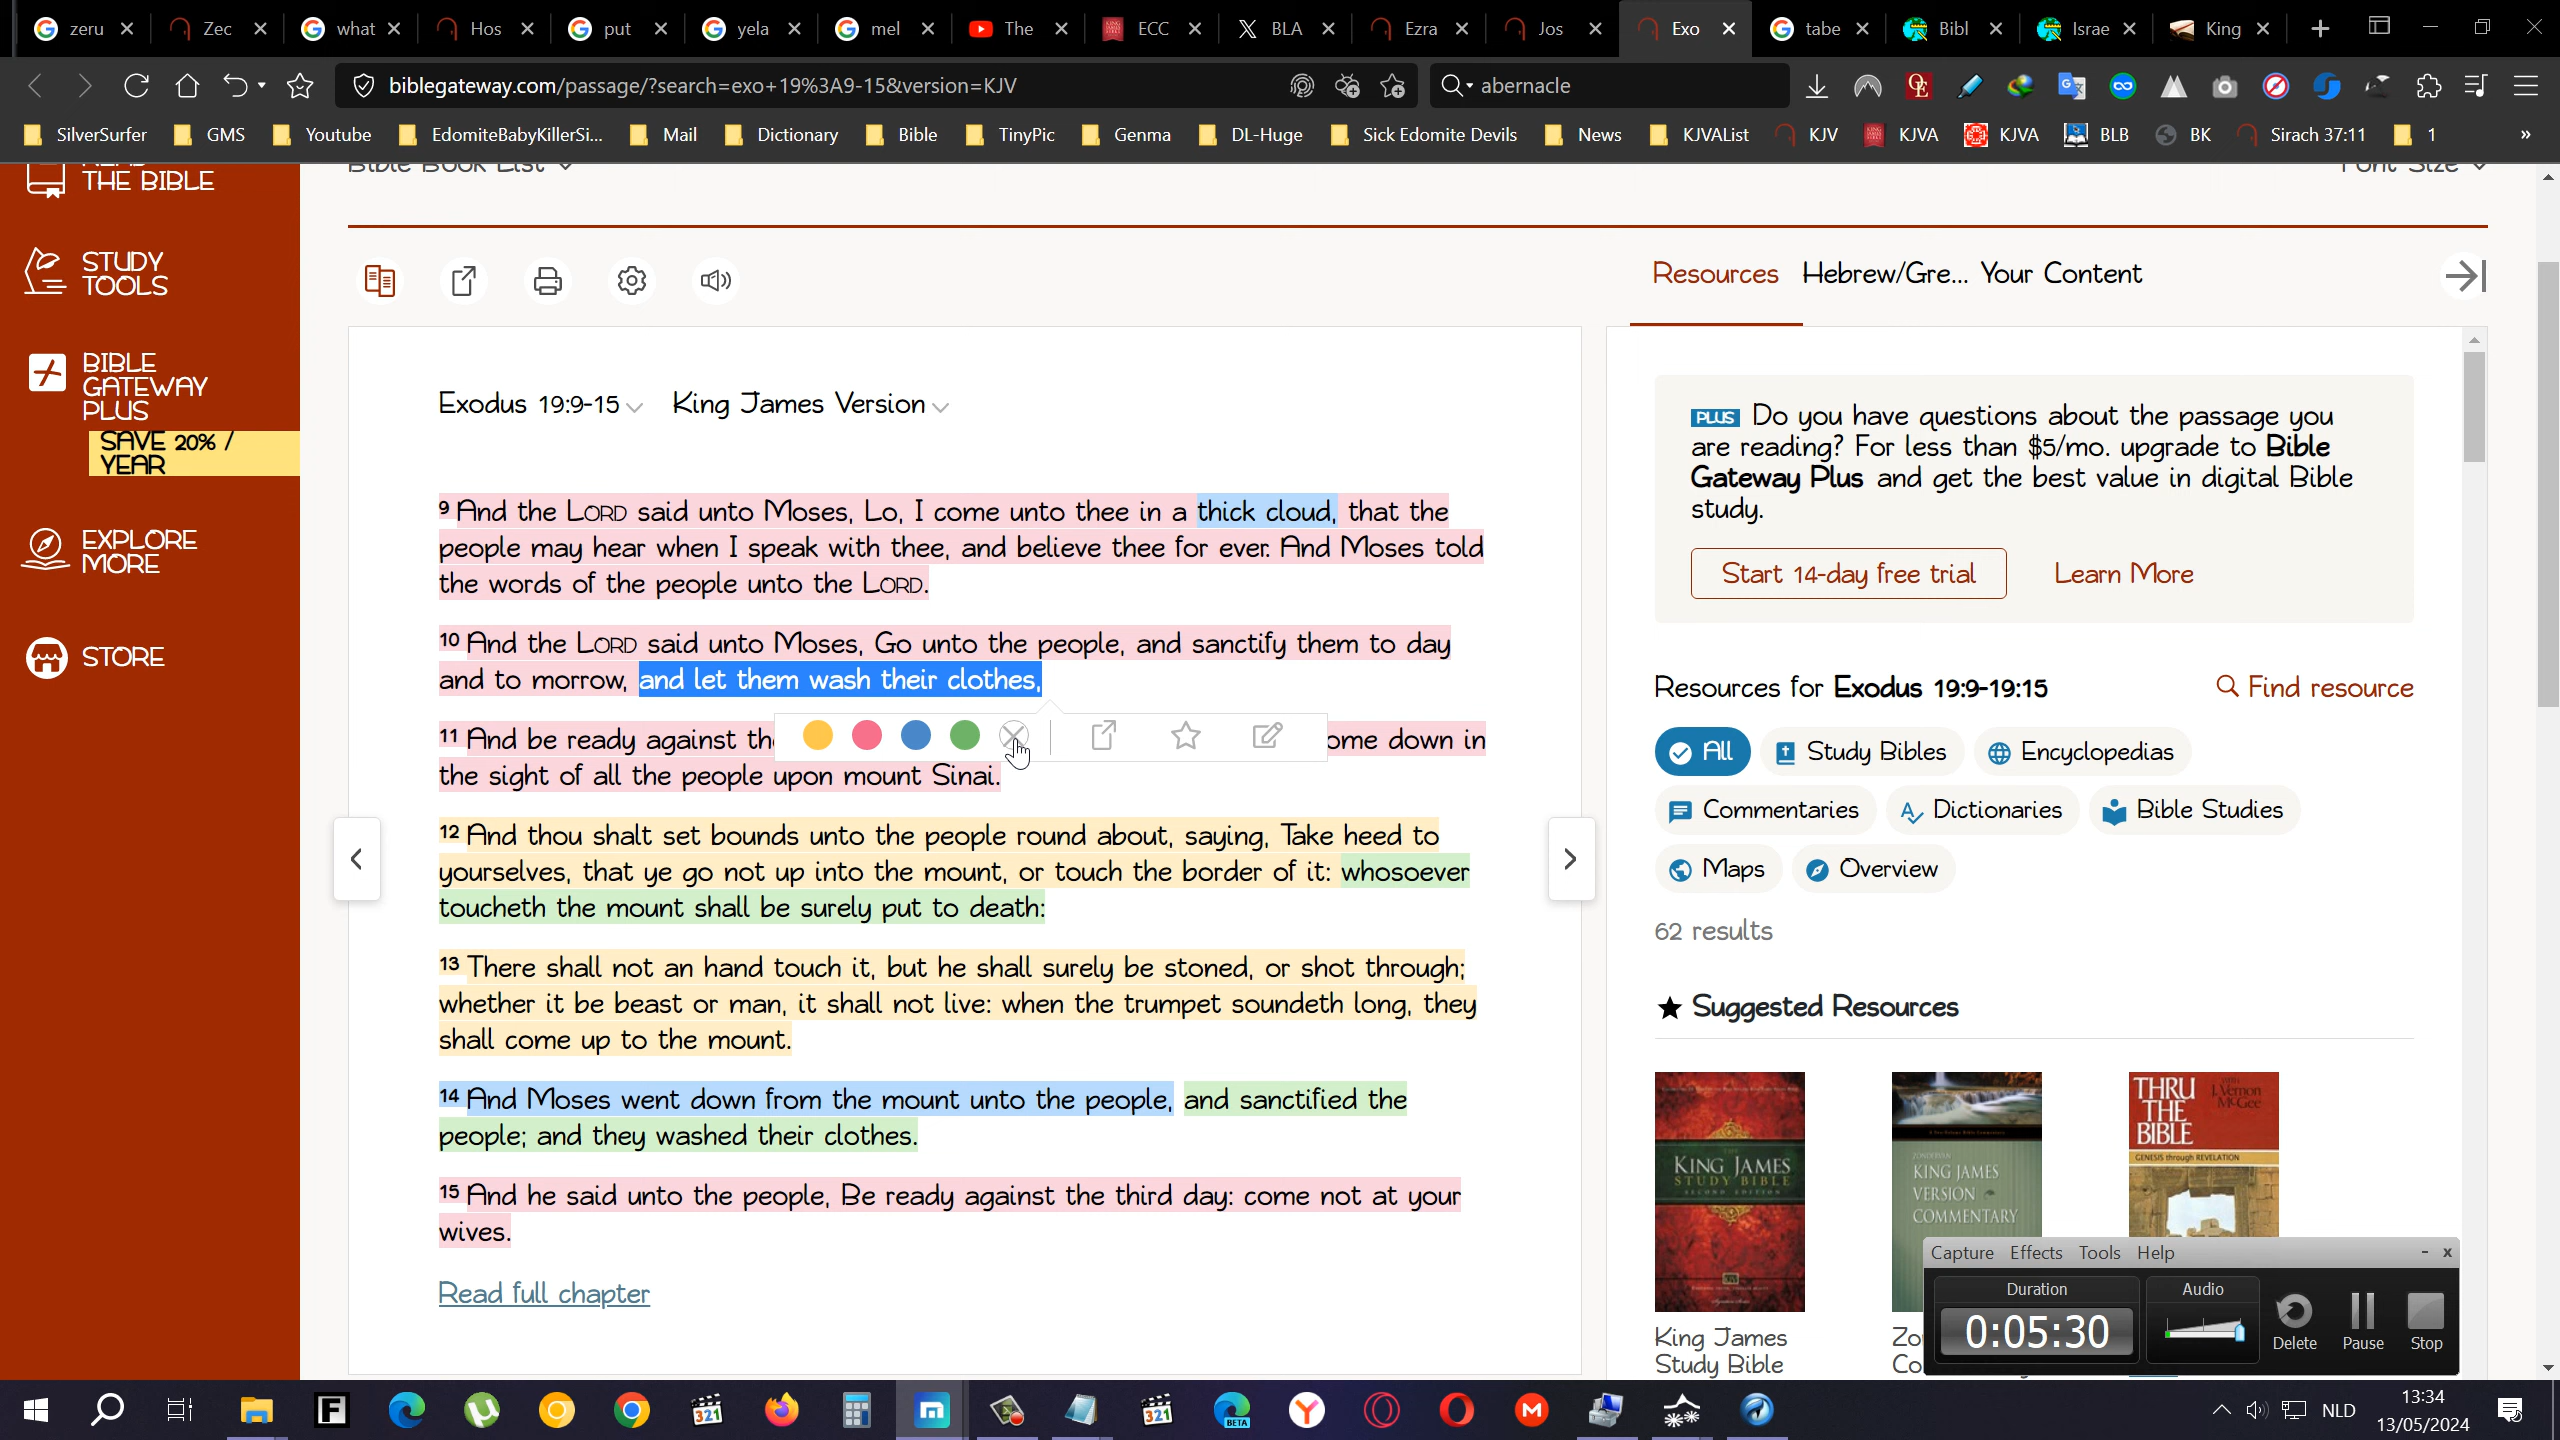 zeru
Zec
what
Hos
put
yela
mel
The
ECC
BLA
Ezra
Jos
Exo
tabe
Bibl
Israe
King
biblegateway.com/passage/?search=exo+19%3A9-15&version=KJV
abernacle
SilverSurfer
GMS
Youtube
EdomiteBabyKillerSi...
Mail
Dictionary
Bible
TinyPic
Genma
DL-Huge
Sick Edomite Devils
News
KJVAList
KJV
KJVA
KJVA
BLB
BK
Sirach 37:11
1
»
THE BIBLE
STUDY
TOOLS
BIBLE
GATEWAY
PLUS
SAVE 20% /
YEAR
EXPLORE
MORE
STORE
Bible Book List
Font Size
Resources
Hebrew/Gre...
Your Content
Exodus 19:9-15
King James Version
9 And the LORD said unto Moses, Lo, I come unto thee in a thick cloud, that the
people may hear when I speak with thee, and believe thee for ever. And Moses told
the words of the people unto the LORD.
10 And the LORD said unto Moses, Go unto the people, and sanctify them to day
and to morrow, and let them wash their clothes,
11 And be ready against th
ome down in
the sight of all the people upon mount Sinai.
12 And thou shalt set bounds unto the people round about, saying, Take heed to
yourselves, that ye go not up into the mount, or touch the border of it: whosoever
toucheth the mount shall be surely put to death:
13 There shall not an hand touch it, but he shall surely be stoned, or shot through;
whether it be beast or man, it shall not live: when the trumpet soundeth long, they
shall come up to the mount.
14 And Moses went down from the mount unto the people, and sanctified the
people; and they washed their clothes.
15 And he said unto the people, Be ready against the third day: come not at your
wives.
Read full chapter
PLUS Do you have questions about the passage you
are reading? For less than $5/mo. upgrade to Bible
Gateway Plus and get the best value in digital Bible
study.
Start 14-day free trial
Learn More
Resources for Exodus 19:9-19:15
Find resource
All
Study Bibles
Encyclopedias
Commentaries
Dictionaries
Bible Studies
Maps
Overview
62 results
Suggested Resources
KING JAMES
STUDY BIBLE
SECOND EDITION
ZONDERVAN
KING JAMES
VERSION
COMMENTARY
THRU
THE
BIBLE
with J. Vernon
McGee
GENESIS through REVELATION
King James
Study Bible
Zo
Co
Capture Effects Tools Help
Duration
0:05:30
Audio
Delete
Pause
Stop
321
321
BETA
NLD
13:34
13/05/2024